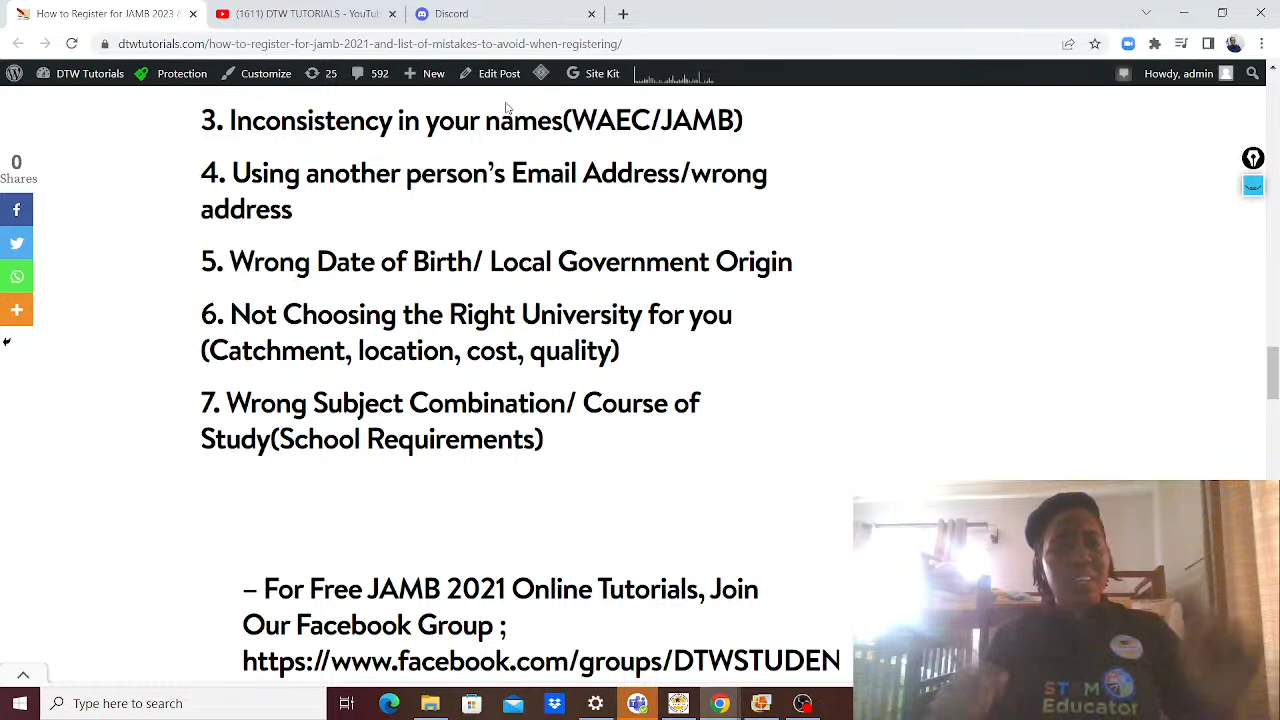 How to Register for JAMB 2023
(1611) DTW TUTORIALS - YouTu
Discord
dtwtutorials.com/how-to-register-for-jamb-2021-and-list-of-mistakes-to-avoid-when-registering/
DTW Tutorials
Protection
Customize
25
592
New
Edit Post
Site Kit
Howdy, admin
3. Inconsistency in your names(WAEC/JAMB)
0
Shares
4. Using another person’s Email Address/wrong
address
5. Wrong Date of Birth/ Local Government Origin
6. Not Choosing the Right University for you
(Catchment, location, cost, quality)
7. Wrong Subject Combination/ Course of
Study(School Requirements)
– For Free JAMB 2021 Online Tutorials, Join
Our Facebook Group ;
https://www.facebook.com/groups/DTWSTUDEN
STEM
Educator
Type here to search